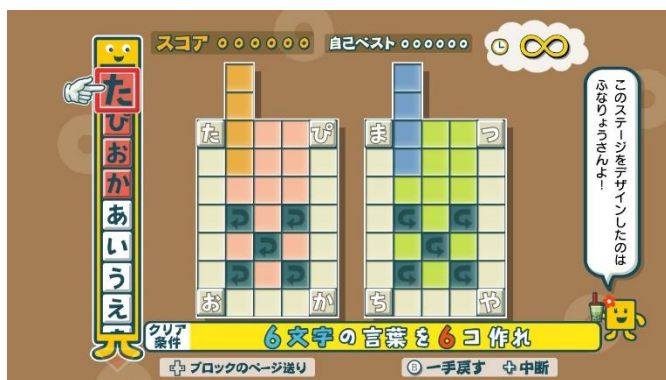 スコア 000000 自己ベスト 000000 ∞
た
び
お
か
あ
い
う
え
た ぴ
お か
ま つ
ち や
このステージをデザインしたのは
ふなりょうさんよ！
クリア
条件
6文字の言葉を6コ作れ
ブロックのページ送り
Ⓑ 一手戻す 中断